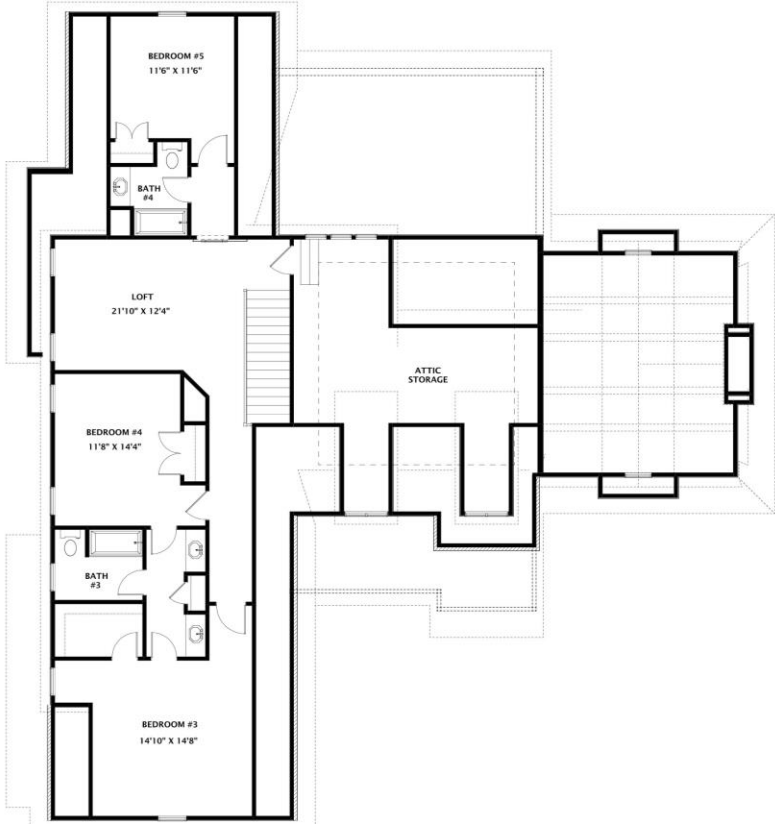 BEDROOM #5
11'6" X 11'6"
BATH
#4
LOFT
21'10" X 12'4"
ATTIC
STORAGE
BEDROOM #4
11'8" X 14'4"
BATH
#3
BEDROOM #3
14'10" X 14'8"